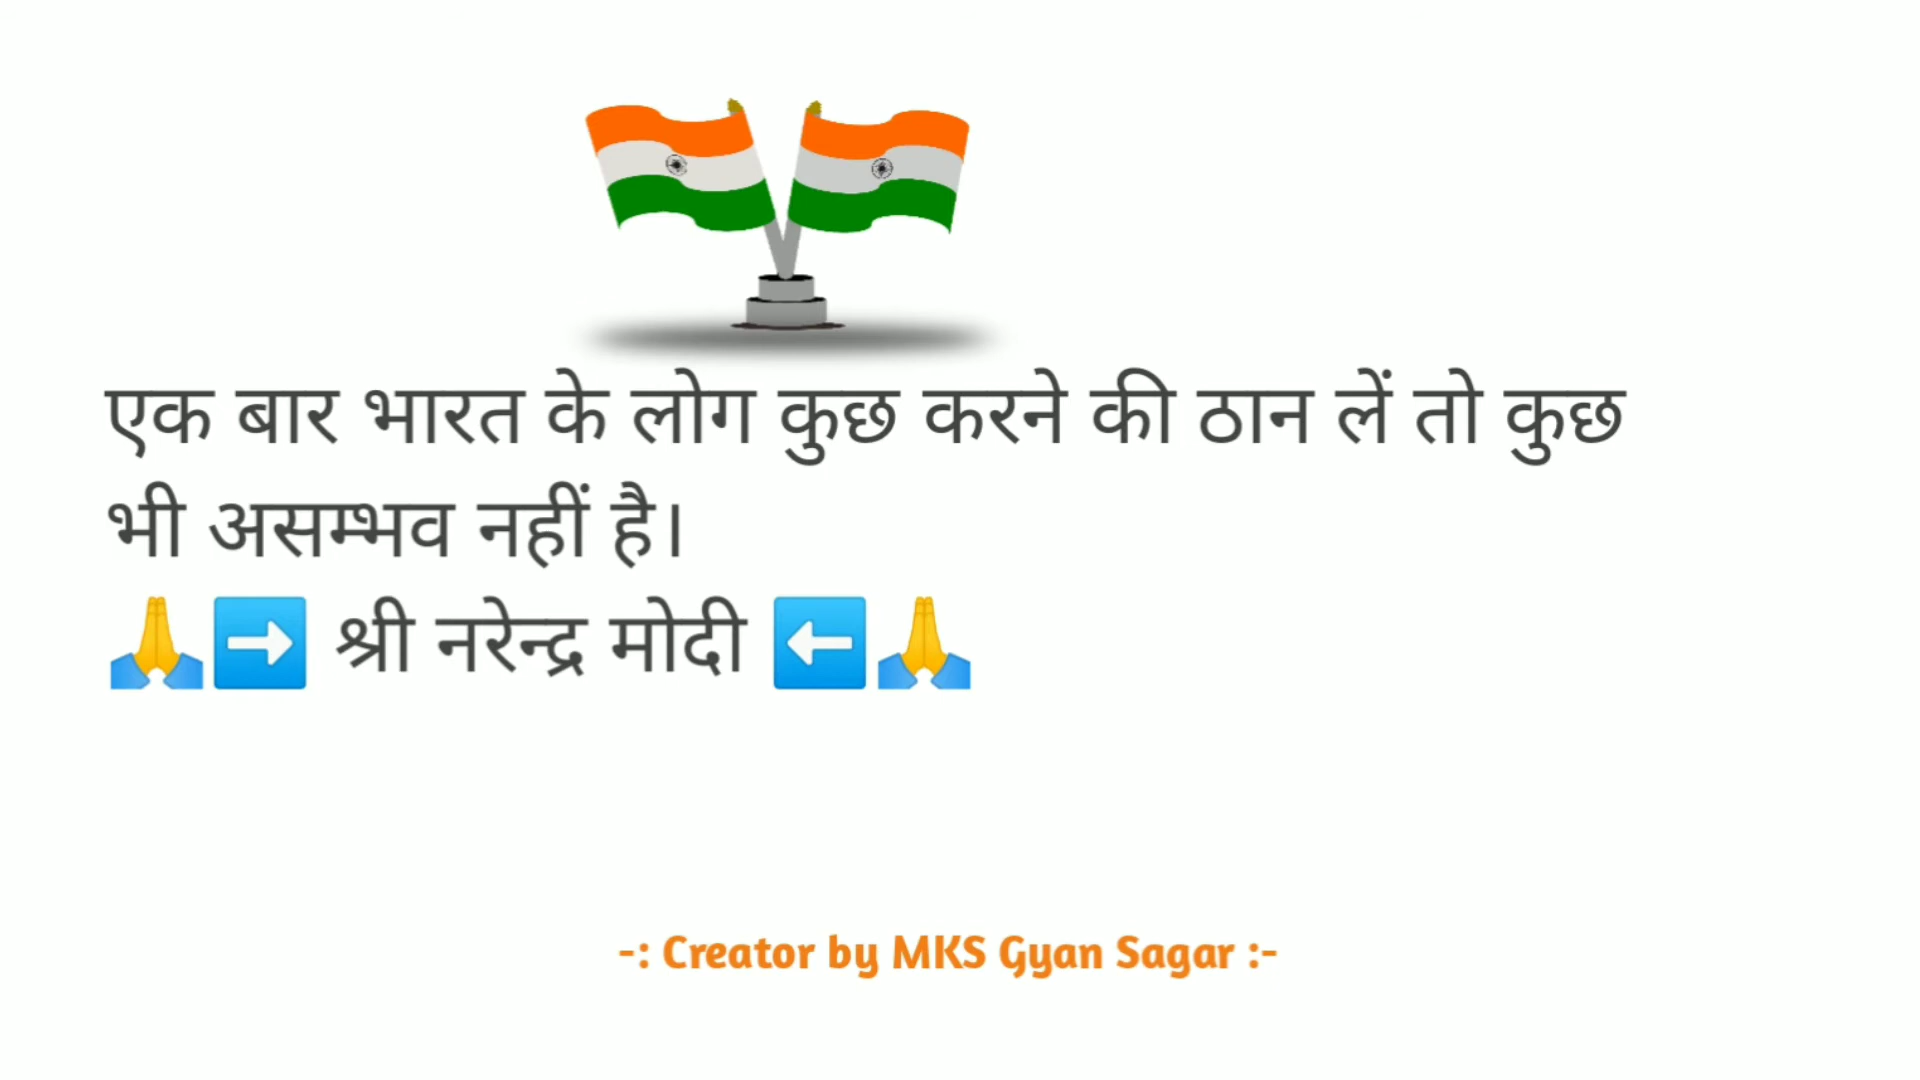 एक बार भारत के लोग कुछ करने की ठान लें तो कुछ
भी असम्भव नहीं है।
🙏➡️ श्री नरेन्द्र मोदी ⬅️🙏
-: Creator by MKS Gyan Sagar :-